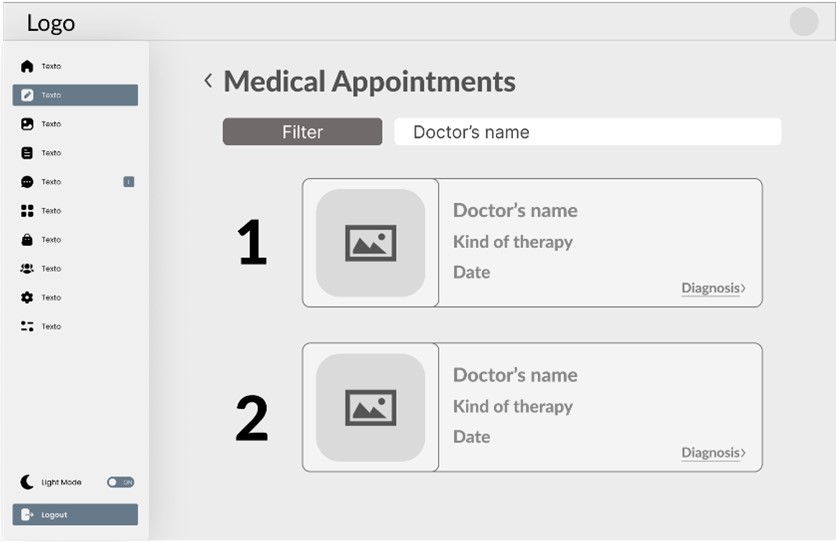 Logo
Texto
Texto
Texto
Texto
Texto
Texto
Texto
Texto
Texto
Texto
Light Mode
ON
Logout
Medical Appointments
Filter
Doctor's name
1
Doctor's name
Kind of therapy
Date
Diagnosis
2
Doctor's name
Kind of therapy
Date
Diagnosis